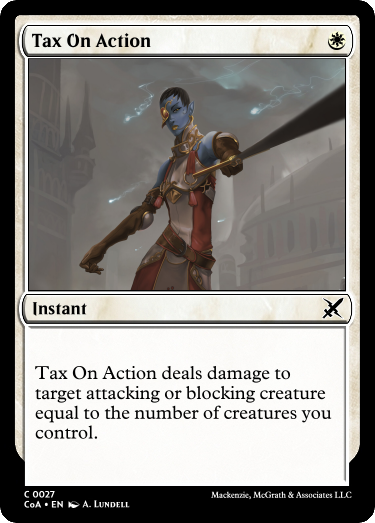 Tax On Action
Instant
Tax On Action deals damage to
target attacking or blocking creature
equal to the number of creatures you
control.
C 0027
CoA • EN A. Lundell
Mackenzie, McGrath & Associates LLC